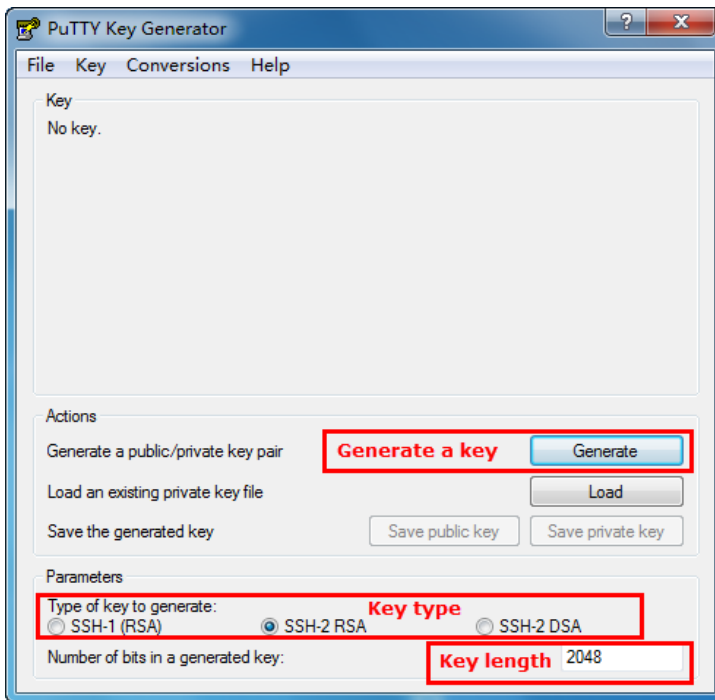 PuTTY Key Generator
File Key Conversions Help
Key
No key.
Actions
Generate a public/private key pair Generate a key Generate
Load an existing private key file Load
Save the generated key Save public key Save private key
Parameters
Type of key to generate: Key type
SSH-1 (RSA) SSH-2 RSA SSH-2 DSA
Number of bits in a generated key: Key length 2048